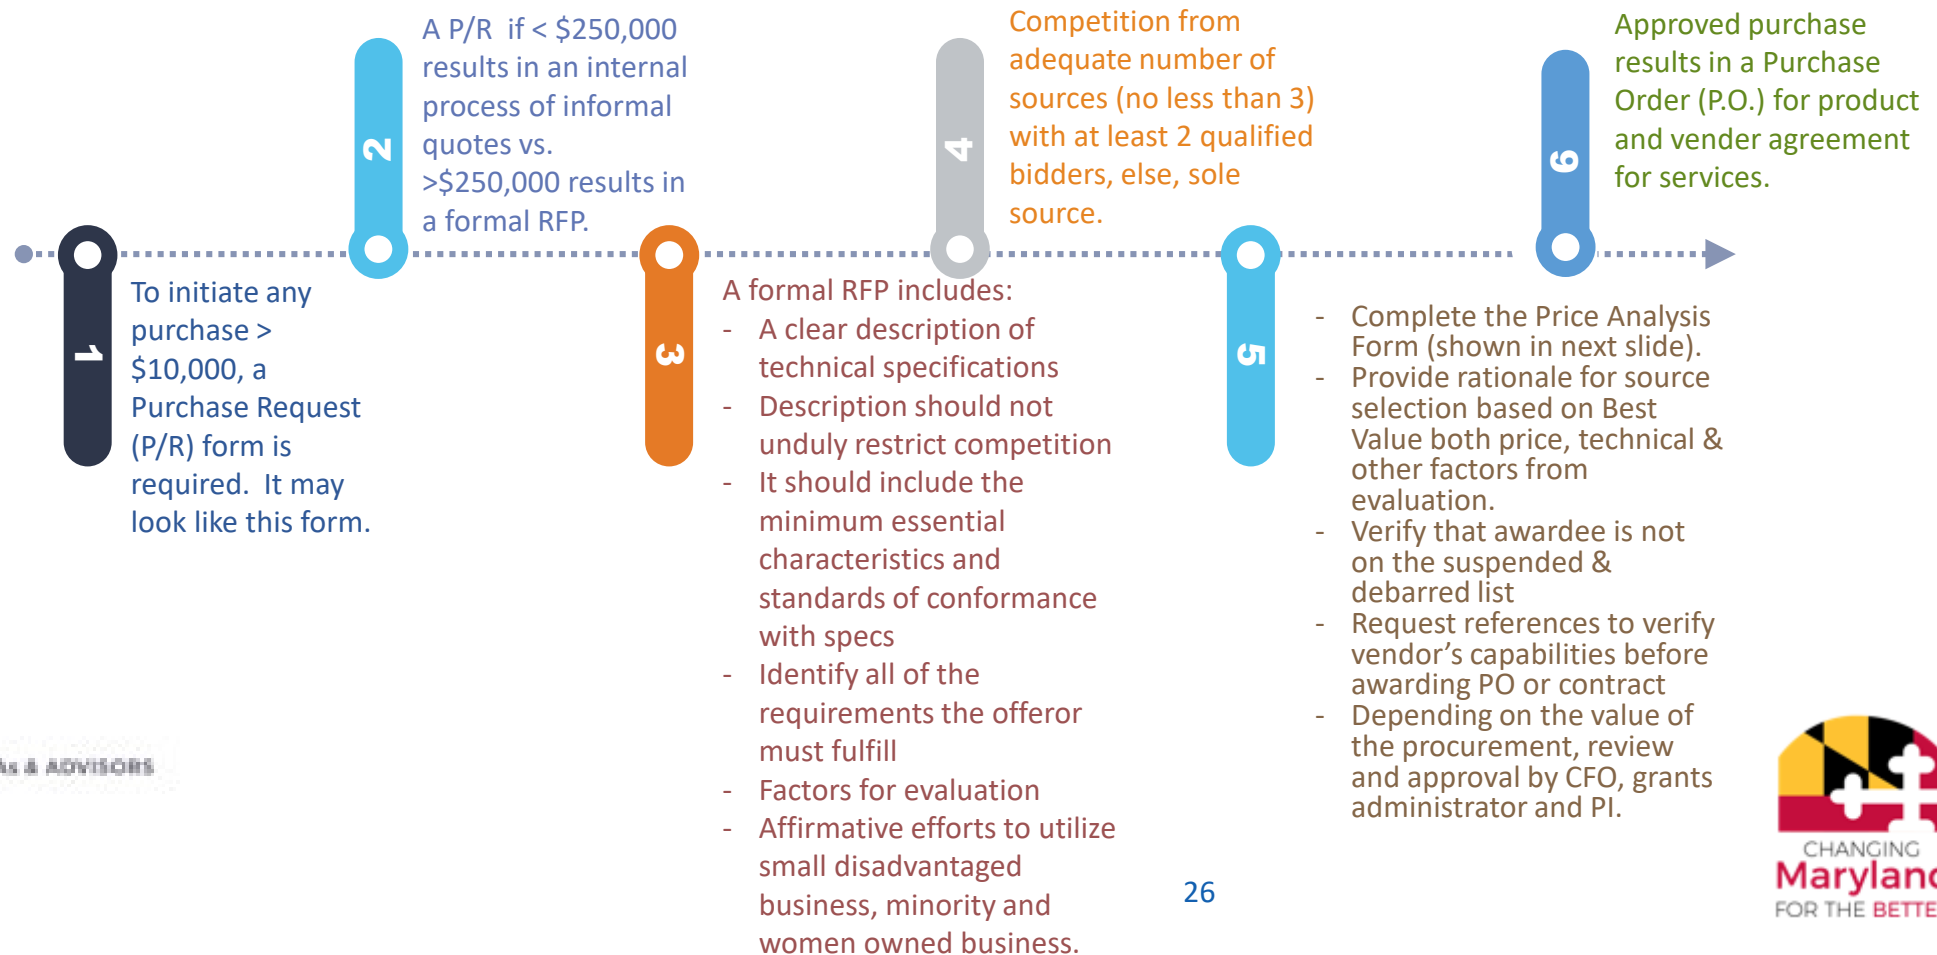 1
To initiate any
purchase >
$10,000, a
Purchase Request
(P/R) form is
required.  It may
look like this form.
2
A P/R  if < $250,000
results in an internal
process of informal
quotes vs.
>$250,000 results in
a formal RFP.
3
A formal RFP includes:
- A clear description of
technical specifications
- Description should not
unduly restrict competition
- It should include the
minimum essential
characteristics and
standards of conformance
with specs
- Identify all of the
requirements the offeror
must fulfill
- Factors for evaluation
- Affirmative efforts to utilize
small disadvantaged
business, minority and
women owned business.
4
Competition from
adequate number of
sources (no less than 3)
with at least 2 qualified
bidders, else, sole
source.
5
- Complete the Price Analysis
Form (shown in next slide).
- Provide rationale for source
selection based on Best
Value both price, technical &
other factors from
evaluation.
- Verify that awardee is not
on the suspended &
debarred list
- Request references to verify
vendor’s capabilities before
awarding PO or contract
- Depending on the value of
the procurement, review
and approval by CFO, grants
administrator and PI.
6
Approved purchase
results in a Purchase
Order (P.O.) for product
and vender agreement
for services.
& ADVISORS
26
CHANGING
Marylan
FOR THE BETTE